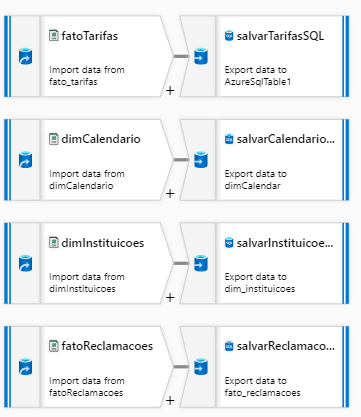 fatoTarifas
Import data from
fato_tarifas
+
salvarTarifasSQL
Export data to
AzureSqlTable1
dimCalendario
Import data from
dimCalendario
+
salvarCalendario...
Export data to
dimCalendar
dimInstituicoes
Import data from
dimInstituicoes
+
salvarInstituicoe...
Export data to
dim_instituicoes
fatoReclamacoes
Import data from
fatoReclamacoes
+
salvarReclamaco...
Export data to
fato_reclamacoes